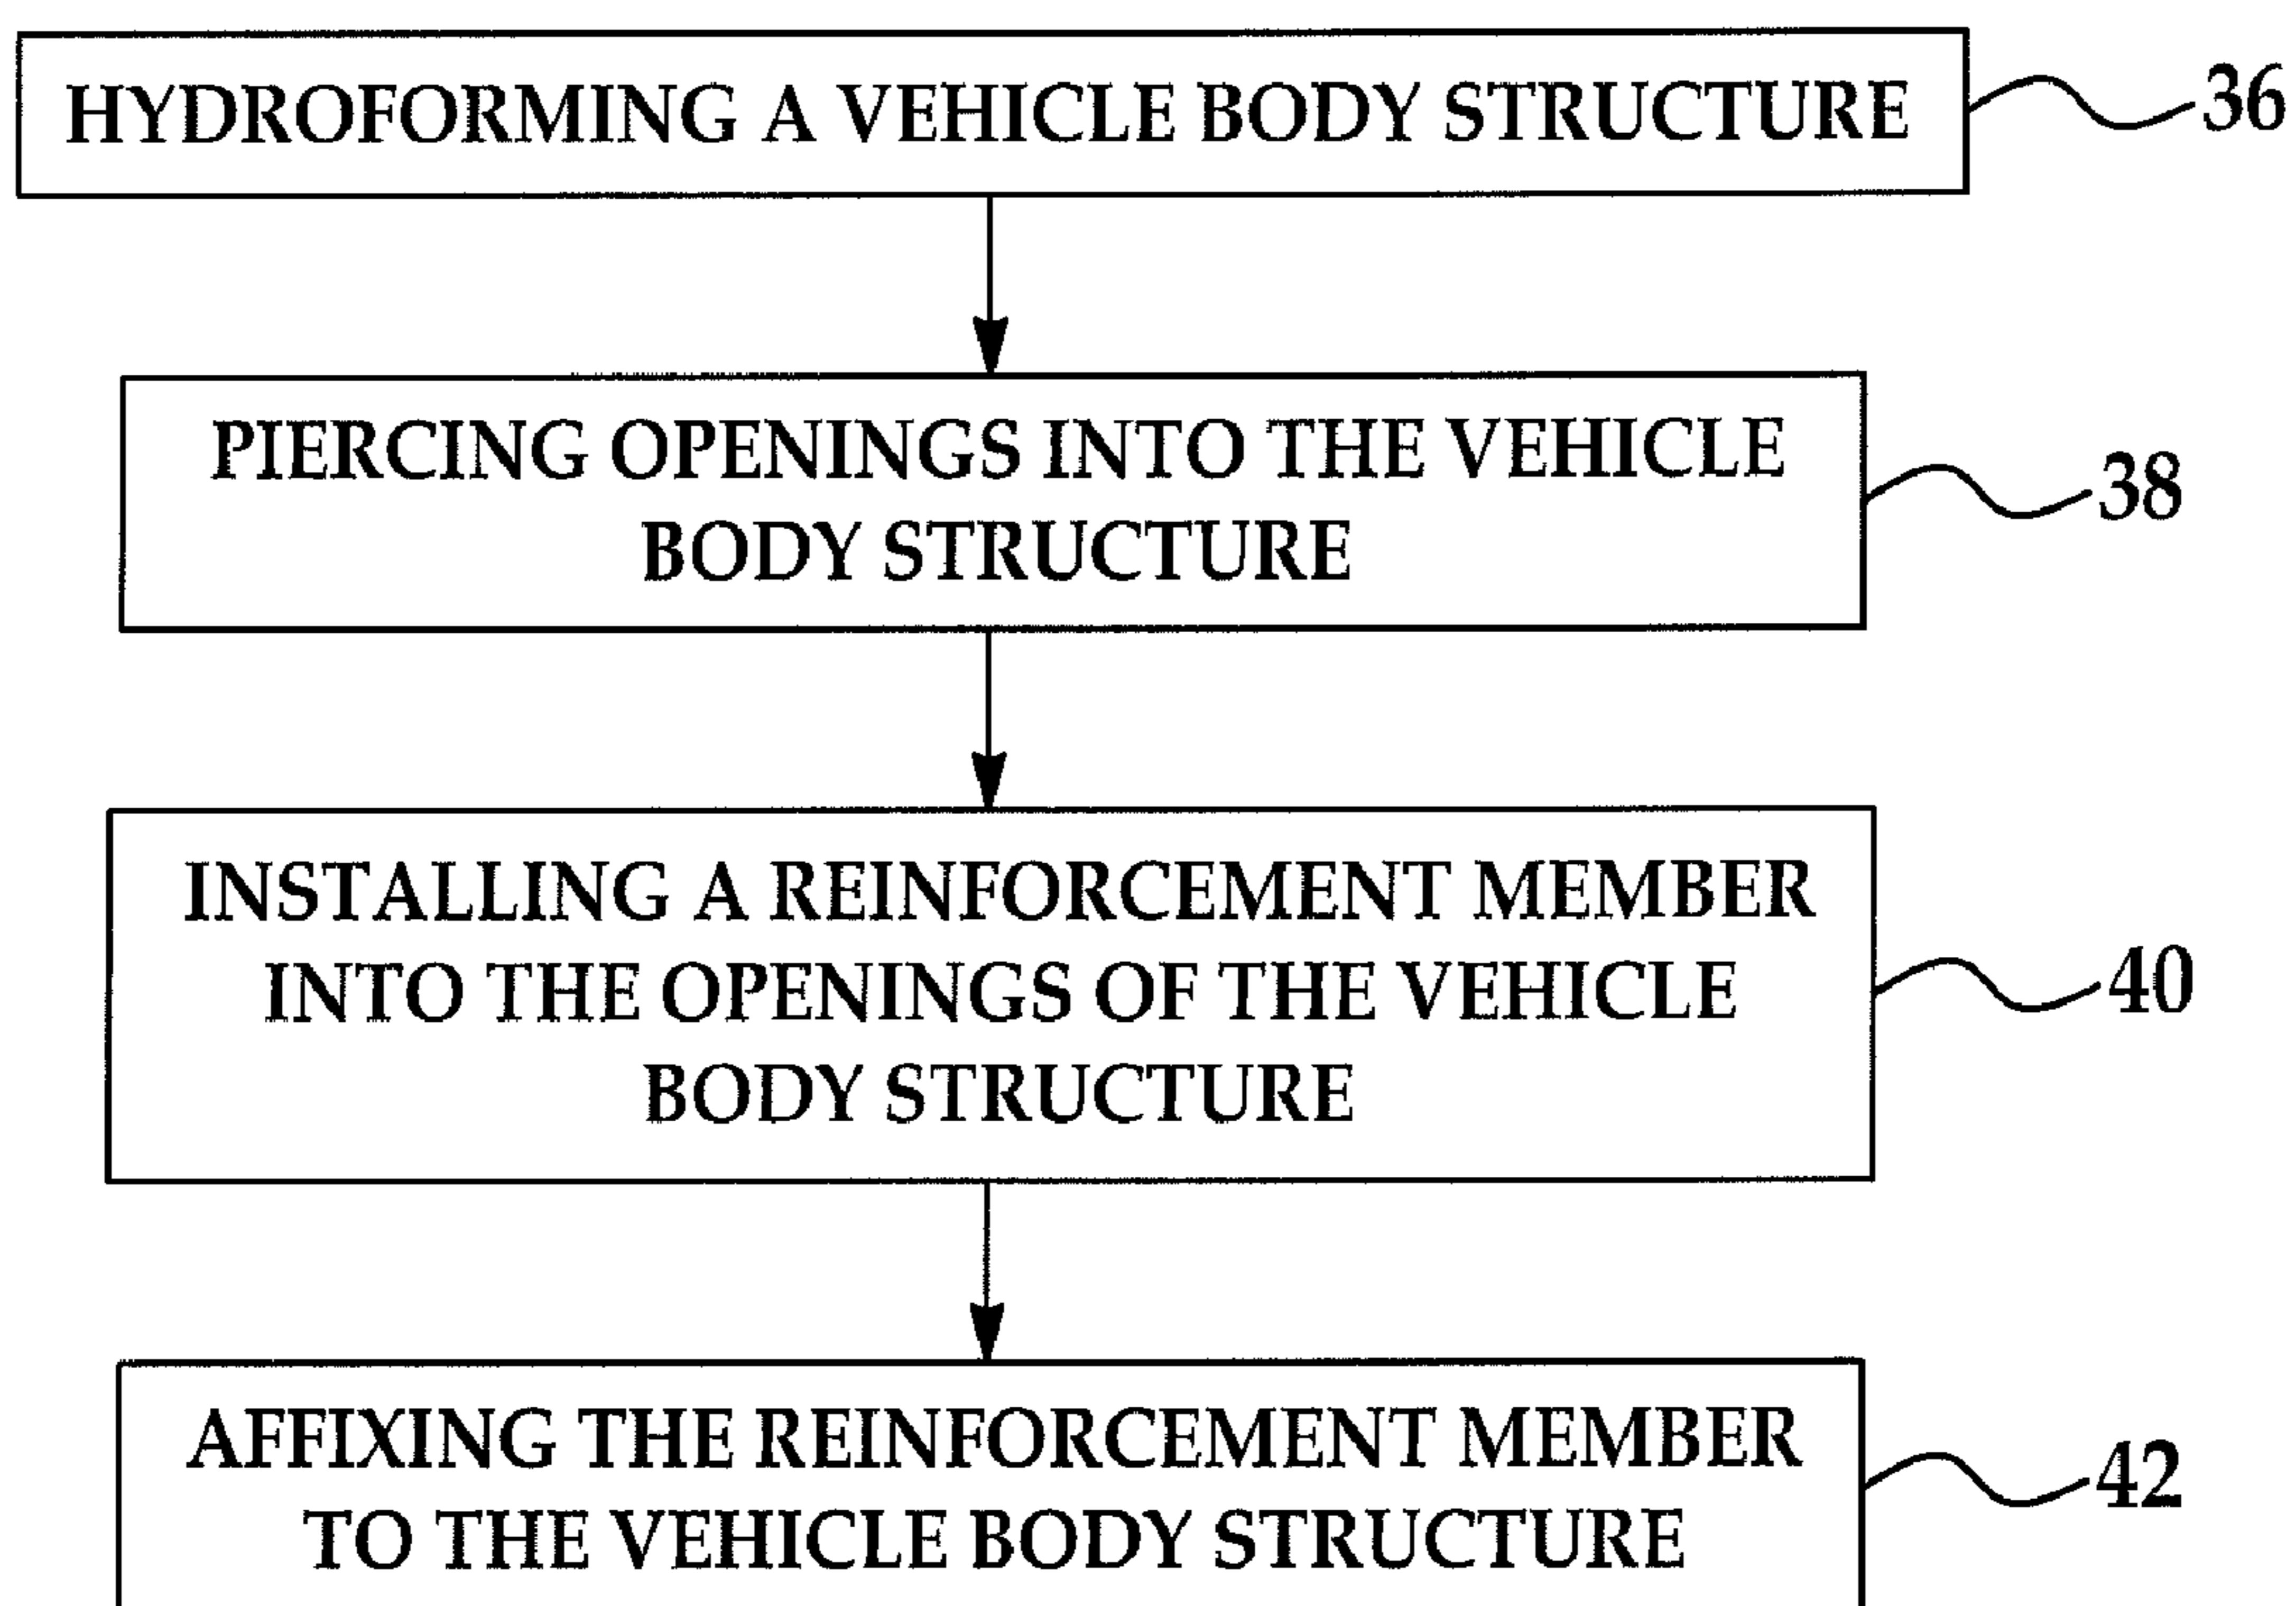 HYDROFORMING A VEHICLE BODY STRUCTURE
36
PIERCING OPENINGS INTO THE VEHICLE
BODY STRUCTURE
38
INSTALLING A REINFORCEMENT MEMBER
INTO THE OPENINGS OF THE VEHICLE
BODY STRUCTURE
40
AFFIXING THE REINFORCEMENT MEMBER
TO THE VEHICLE BODY STRUCTURE
42